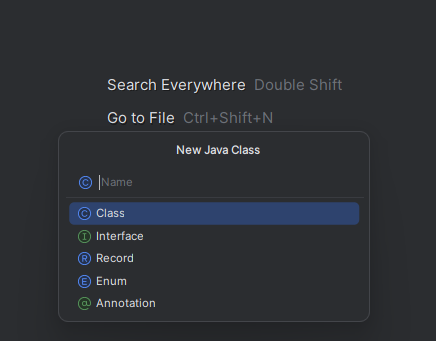 Search Everywhere Double Shift
Go to File Ctrl+Shift+N
New Java Class
C Name
C Class
I Interface
R Record
E Enum
@ Annotation